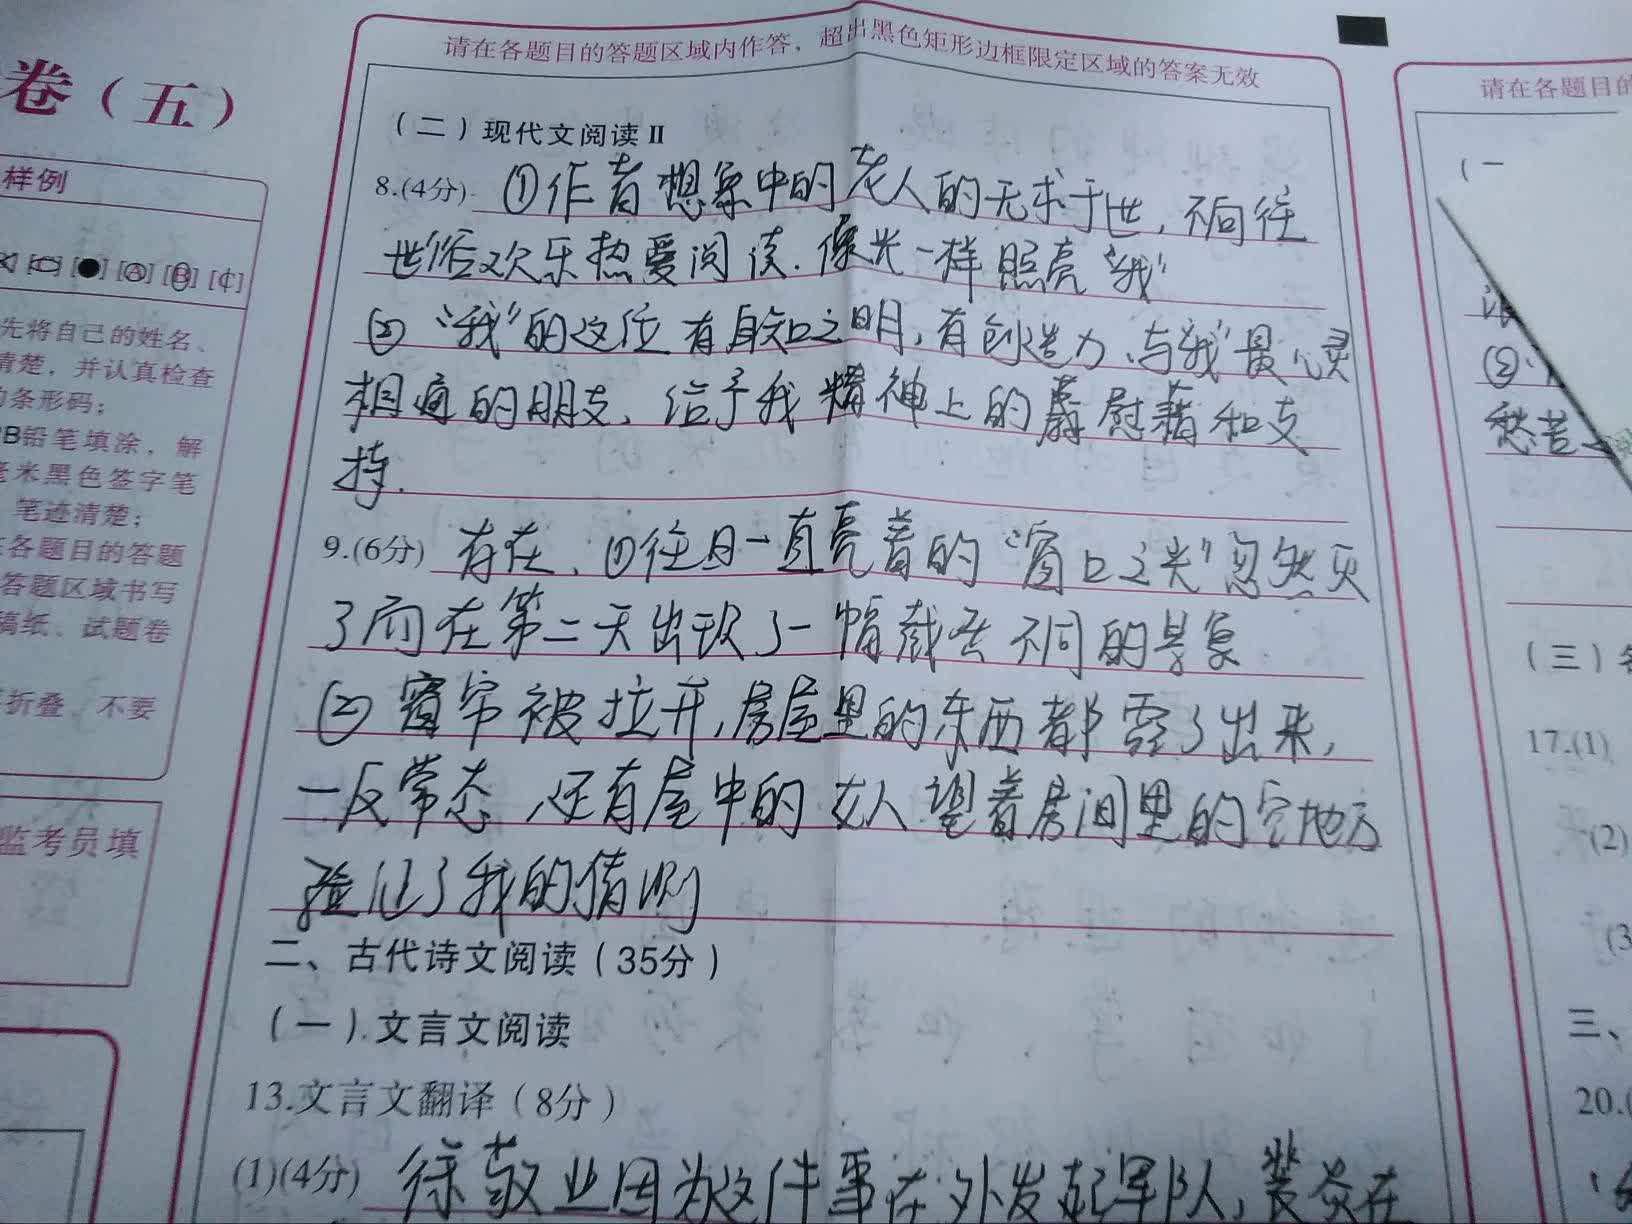 请在各题目的答题区域内作答，超出黑色矩形边框限定区域的答案无效
卷（五）
样例
先将自己的姓名、
清楚，并认真检查
的条形码；
2B铅笔填涂，解
毫米黑色签字笔
笔迹清楚；
在各题目的答题
答题区域书写
稿纸、试题卷
折叠 不要
监考员填
（二）现代文阅读Ⅱ
8.(4分) ①作者想象中的老人的无求于世，不向往
世俗欢乐热爱阅读.像光一样照亮“我”
②“我”的这位有自知之明，有创造力、与“我”最心灵
相通的朋友，给予我精神上的慰藉和支
持.
9.(6分) 存在，①往日一直亮着的“窗口之光”忽然灭
了而在第二天出现了一幅截然不同的景象
②窗帘被拉开，房屋里的东西都露了出来，
一反常态，还有屋中的女人望着房间里的空地方
验证了我的猜测
二、古代诗文阅读（35分）
（一）.文言文阅读
13.文言文翻译（8分）
(1)(4分) 徐敬业因为这件事在外发起军队，裴炎在
请在各题目的
（一
②
愁苦
（三）
17.(1)
(2)
(3
三、
20.(